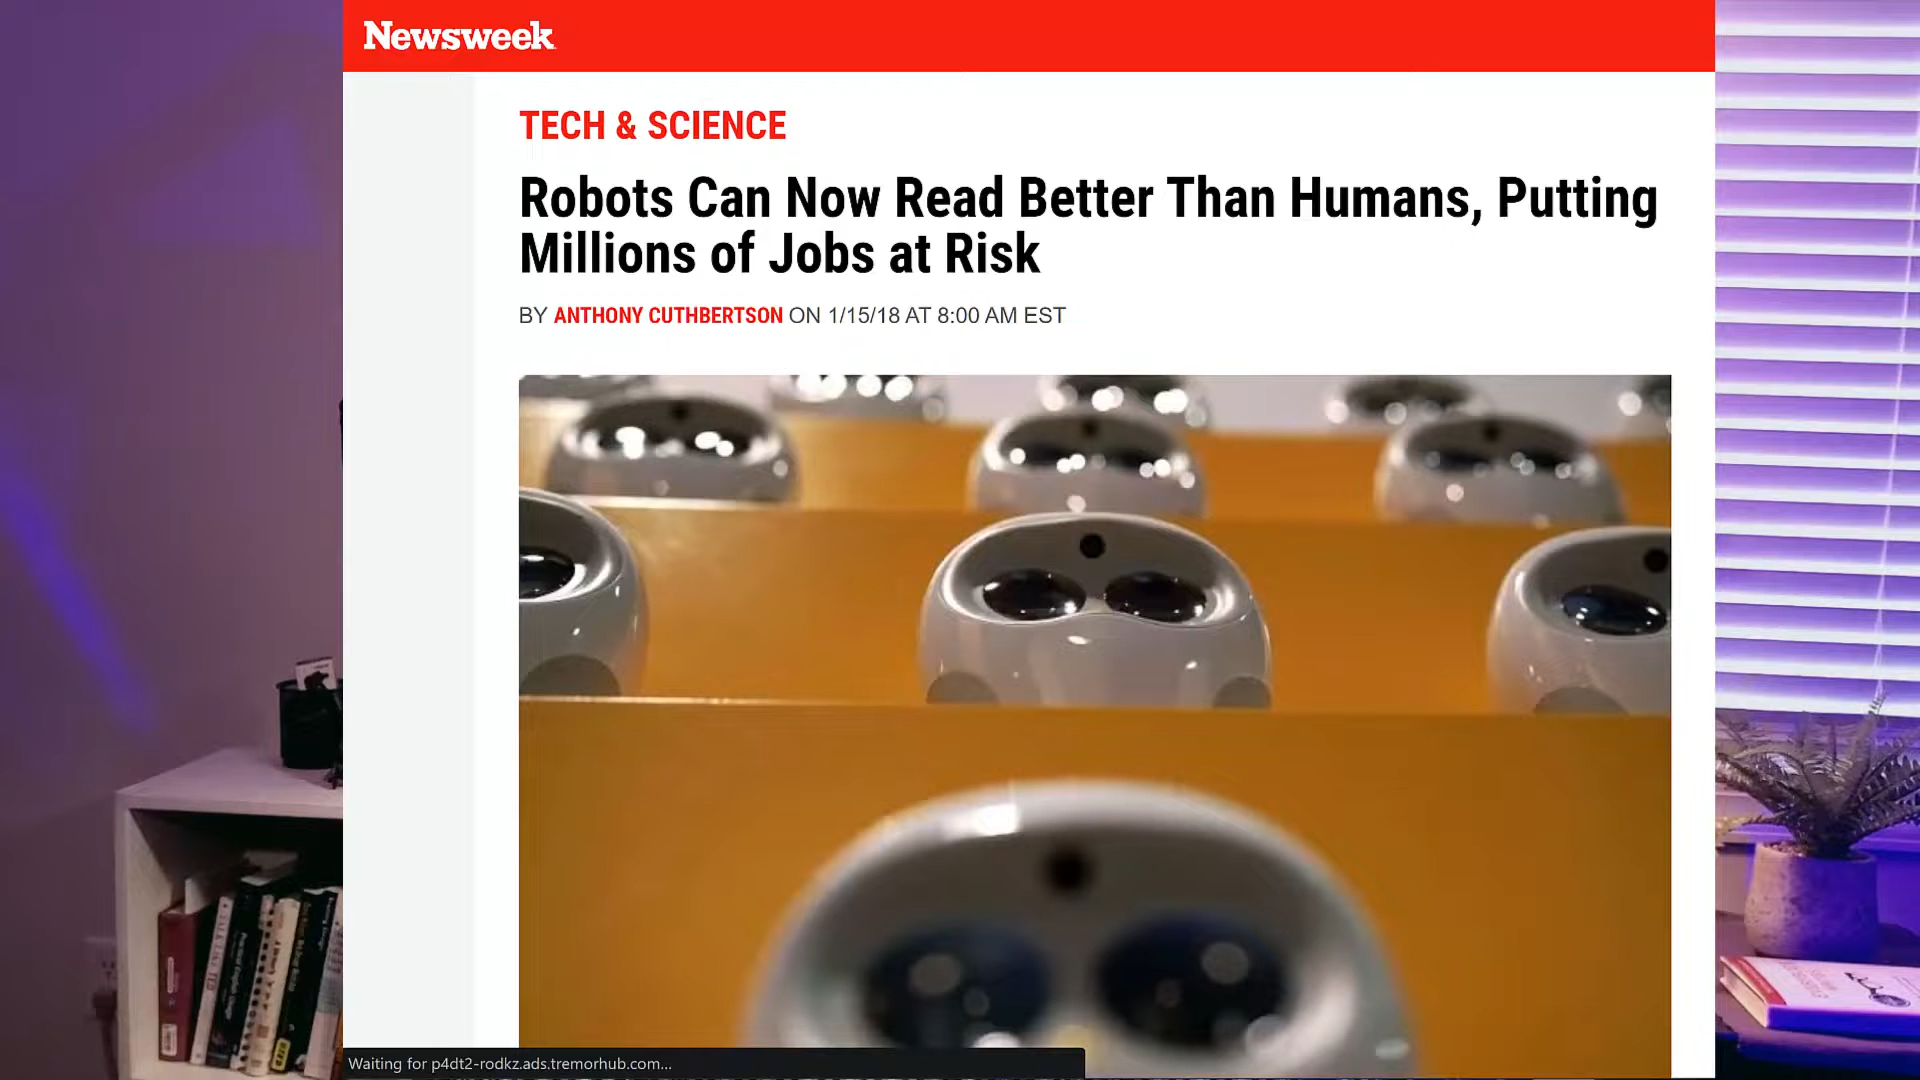 Newsweek
TECH & SCIENCE
Robots Can Now Read Better Than Humans, Putting
Millions of Jobs at Risk
BY ANTHONY CUTHBERTSON ON 1/15/18 AT 8:00 AM EST
Waiting for p4dt2-rodkz.ads.tremorhub.com...